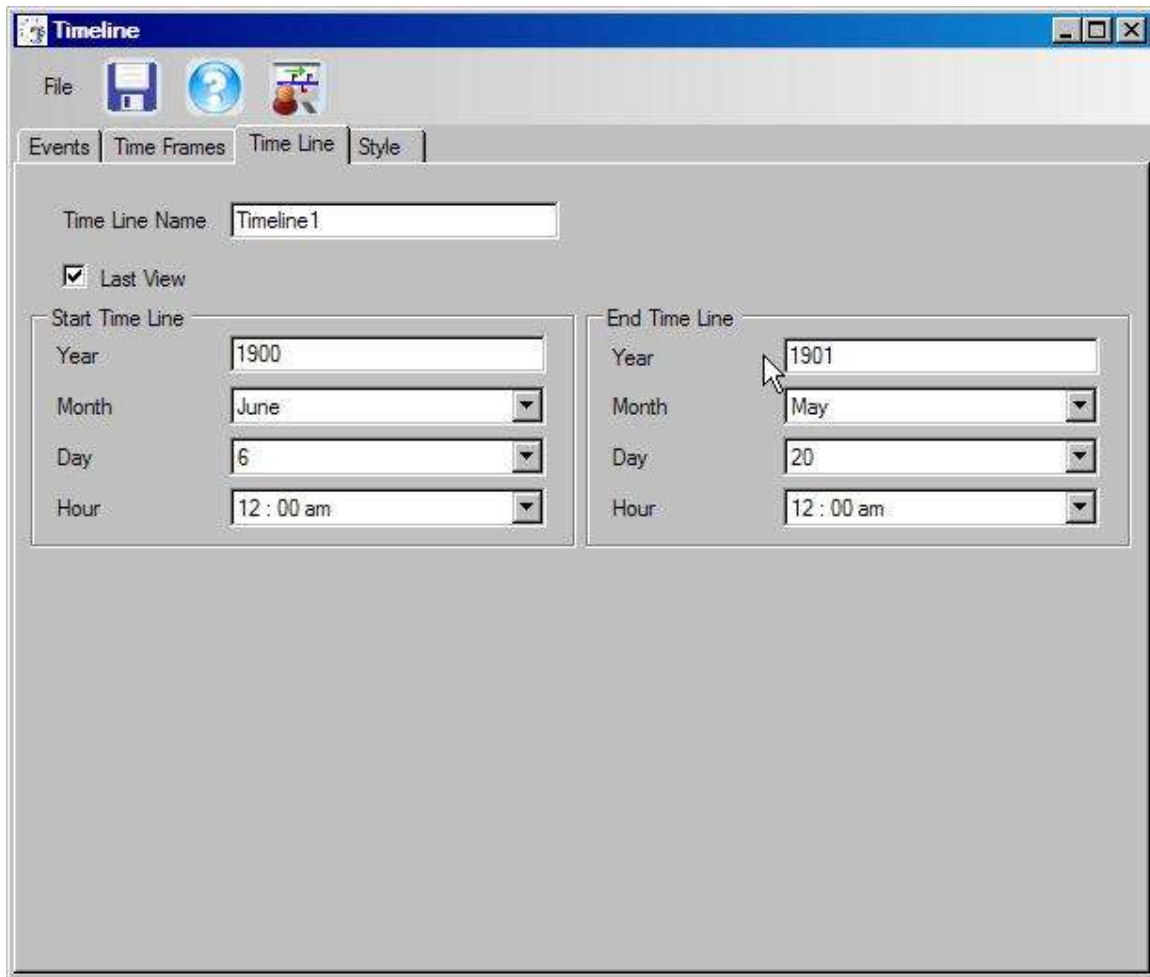 Timeline
File
Events Time Frames Time Line Style
Time Line Name Timeline1
Last View
Start Time Line
Year 1900
Month June
Day 6
Hour 12 : 00 am
End Time Line
Year 1901
Month May
Day 20
Hour 12 : 00 am